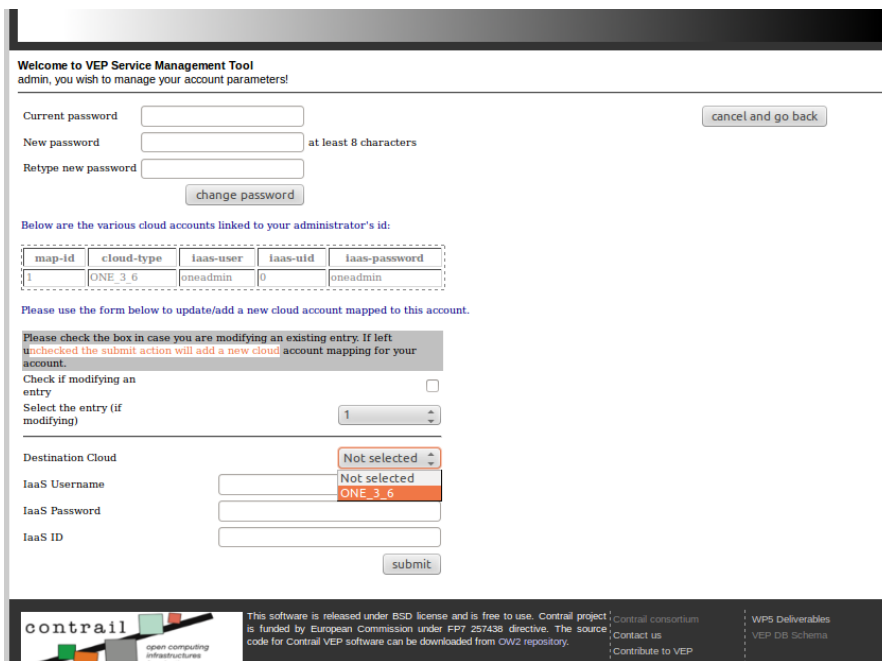 Welcome to VEP Service Management Tool
admin, you wish to manage your account parameters!
Current password
cancel and go back
New password
at least 8 characters
Retype new password
change password
Below are the various cloud accounts linked to your administrator's id:
map-id cloud-type iaas-user iaas-uid iaas-password
1 ONE_3_6 oneadmin 0 oneadmin
Please use the form below to update/add a new cloud account mapped to this account.
Please check the box in case you are modifying an existing entry. If left
unchecked the submit action will add a new cloud account mapping for your
account.
Check if modifying an
entry
Select the entry (if
modifying)
1
Destination Cloud
Not selected
Not selected
ONE_3_6
IaaS Username
IaaS Password
IaaS ID
submit
contrail
open computing
infrastructures
This software is released under BSD license and is free to use. Contrail project
is funded by European Commission under FP7 257438 directive. The source
code for Contrail VEP software can be downloaded from OW2 repository.
Contrail consortium
Contact us
Contribute to VEP
WP5 Deliverables
VEP DB Schema